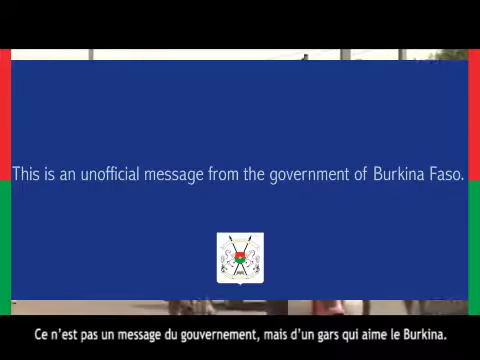 This is an unofficial message from the government of Burkina Faso.
Ce n'est pas un message du gouvernement, mais d'un gars qui aime le Burkina.